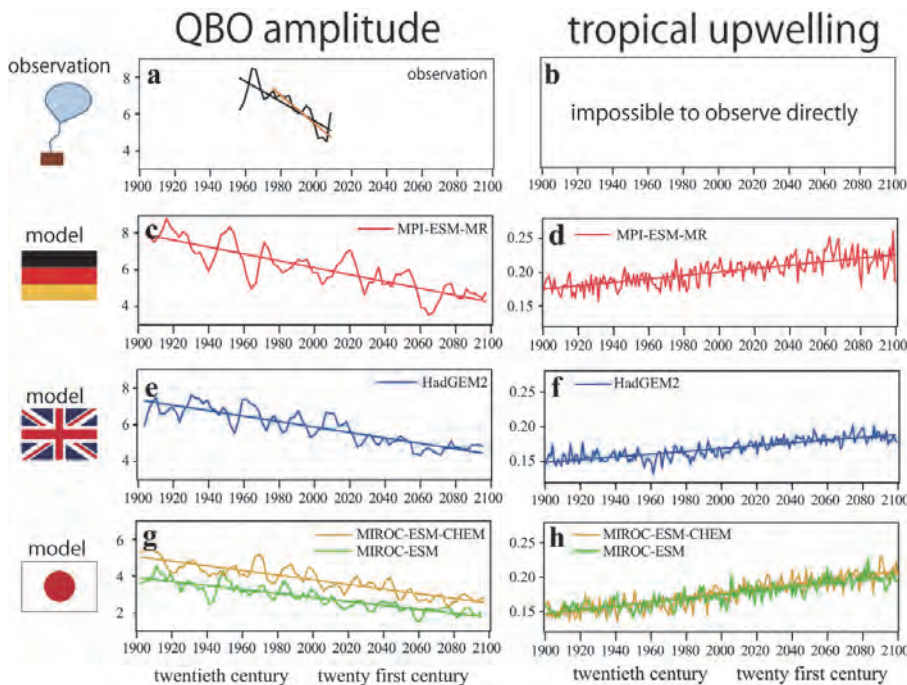 QBO amplitude
tropical upwelling
observation
a
observation
8
6
4
1900 1920 1940 1960 1980 2000 2020 2040 2060 2080 2100
b
impossible to observe directly
1900 1920 1940 1960 1980 2000 2020 2040 2060 2080 2100
model
c
MPI-ESM-MR
8
6
4
1900 1920 1940 1960 1980 2000 2020 2040 2060 2080 2100
d
MPI-ESM-MR
0.25
0.20
0.15
1900 1920 1940 1960 1980 2000 2020 2040 2060 2080 2100
model
e
HadGEM2
8
6
4
1900 1920 1940 1960 1980 2000 2020 2040 2060 2080 2100
f
HadGEM2
0.20
0.15
1900 1920 1940 1960 1980 2000 2020 2040 2060 2080 2100
model
g
MIROC-ESM-CHEM
MIROC-ESM
6
4
2
1900 1920 1940 1960 1980 2000 2020 2040 2060 2080 2100
twentieth century twenty first century
h
MIROC-ESM-CHEM
MIROC-ESM
0.20
0.15
1900 1920 1940 1960 1980 2000 2020 2040 2060 2080 2100
twentieth century twenty first century